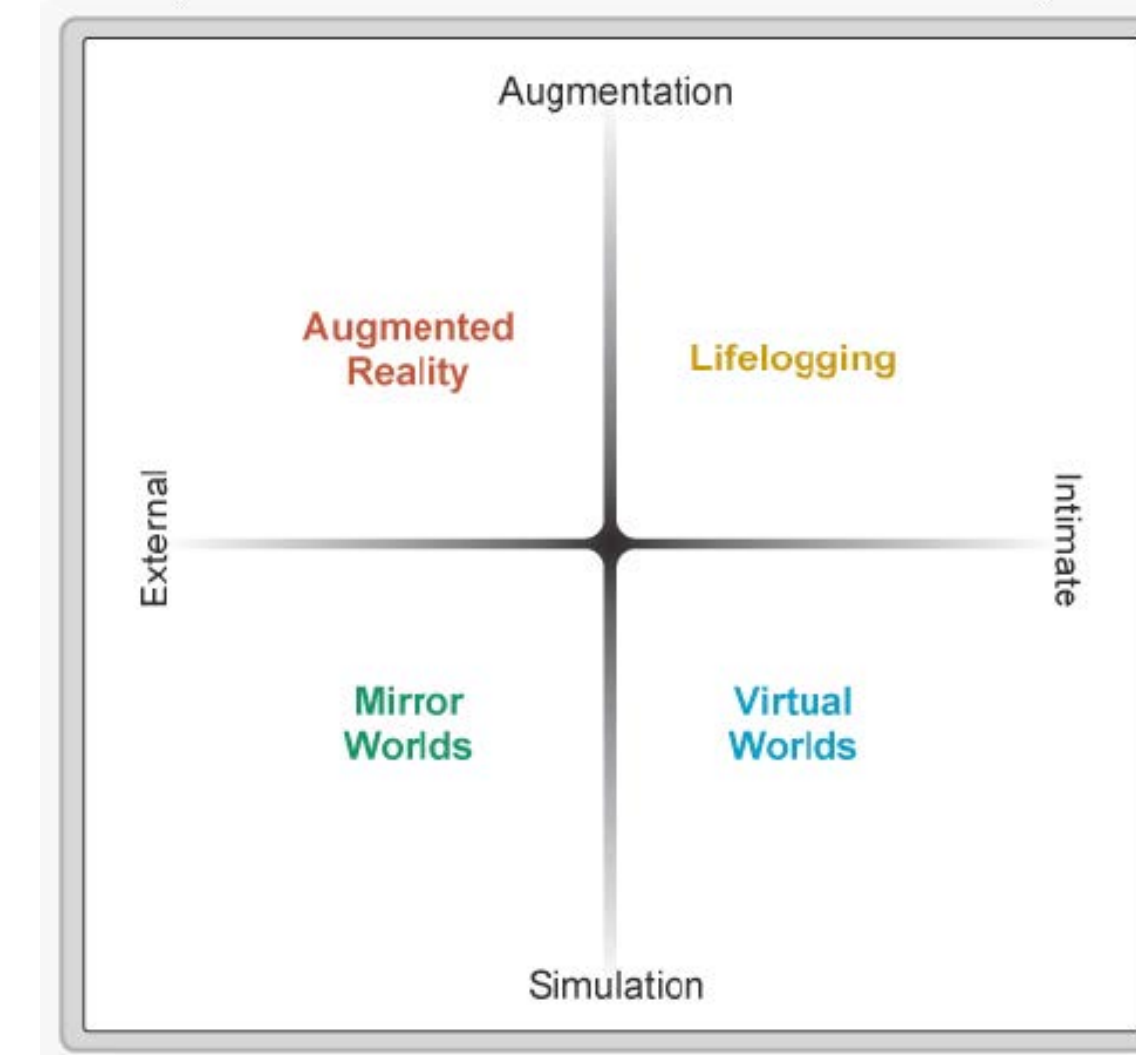 Augmentation
Augmented
Reality
Lifelogging
External
Intimate
Mirror
Worlds
Virtual
Worlds
Simulation